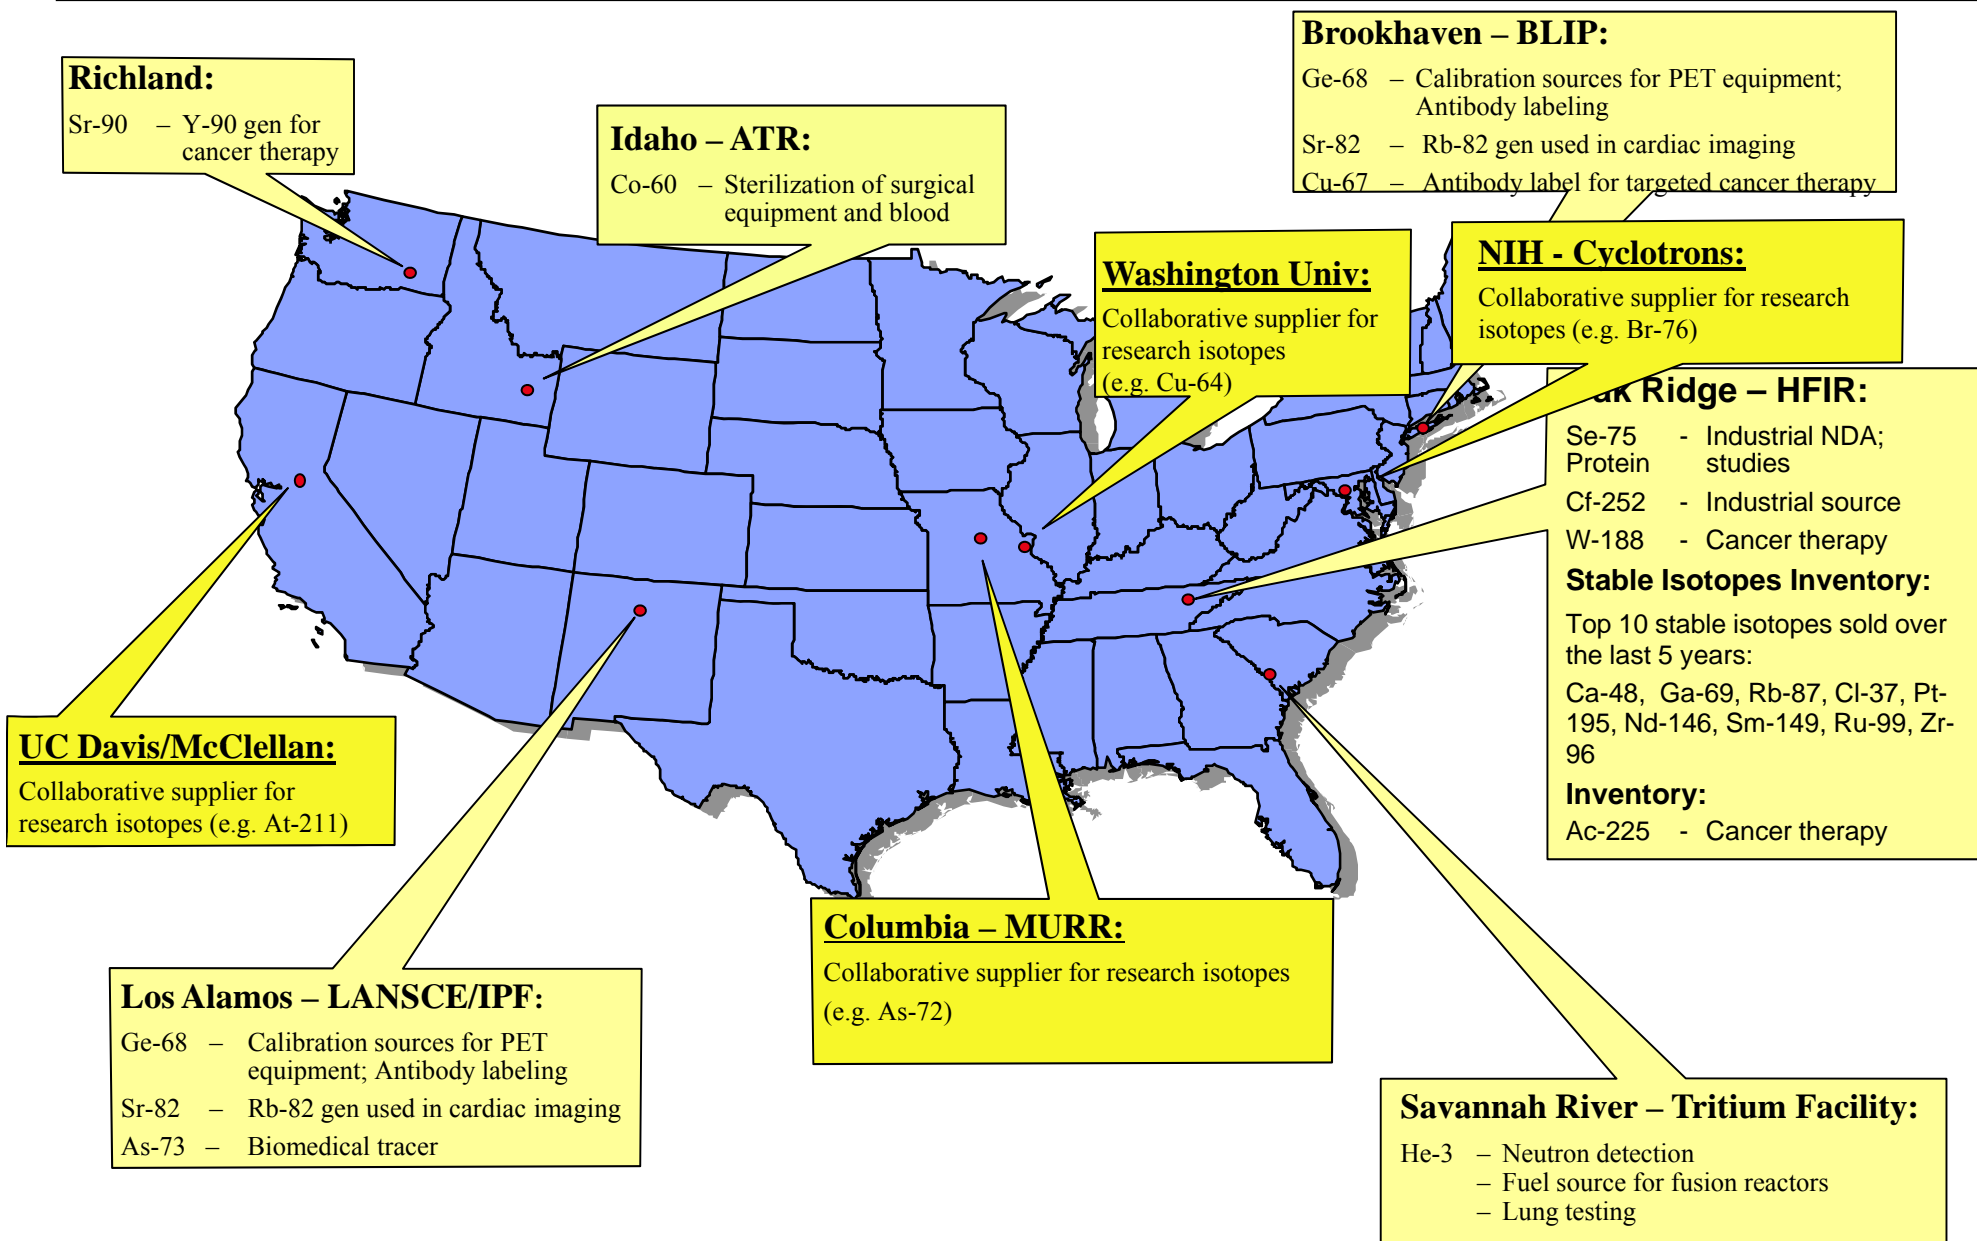 Richland:
Sr-90 – Y-90 gen for
cancer therapy
Idaho – ATR:
Co-60 – Sterilization of surgical
equipment and blood
Brookhaven – BLIP:
Ge-68 – Calibration sources for PET equipment;
Antibody labeling
Sr-82 – Rb-82 gen used in cardiac imaging
Cu-67 – Antibody label for targeted cancer therapy
Washington Univ:
Collaborative supplier for
research isotopes
(e.g. Cu-64)
NIH - Cyclotrons:
Collaborative supplier for research
isotopes (e.g. Br-76)
Ridge – HFIR:
Se-75 - Industrial NDA;
Protein studies
Cf-252 - Industrial source
W-188 - Cancer therapy
Stable Isotopes Inventory:
Top 10 stable isotopes sold over
the last 5 years:
Ca-48, Ga-69, Rb-87, Cl-37, Pt-
195, Nd-146, Sm-149, Ru-99, Zr-
96
Inventory:
Ac-225 - Cancer therapy
UC Davis/McClellan:
Collaborative supplier for
research isotopes (e.g. At-211)
Columbia – MURR:
Collaborative supplier for research isotopes
(e.g. As-72)
Los Alamos – LANSCE/IPF:
Ge-68 – Calibration sources for PET
equipment; Antibody labeling
Sr-82 – Rb-82 gen used in cardiac imaging
As-73 – Biomedical tracer
Savannah River – Tritium Facility:
He-3 – Neutron detection
– Fuel source for fusion reactors
– Lung testing